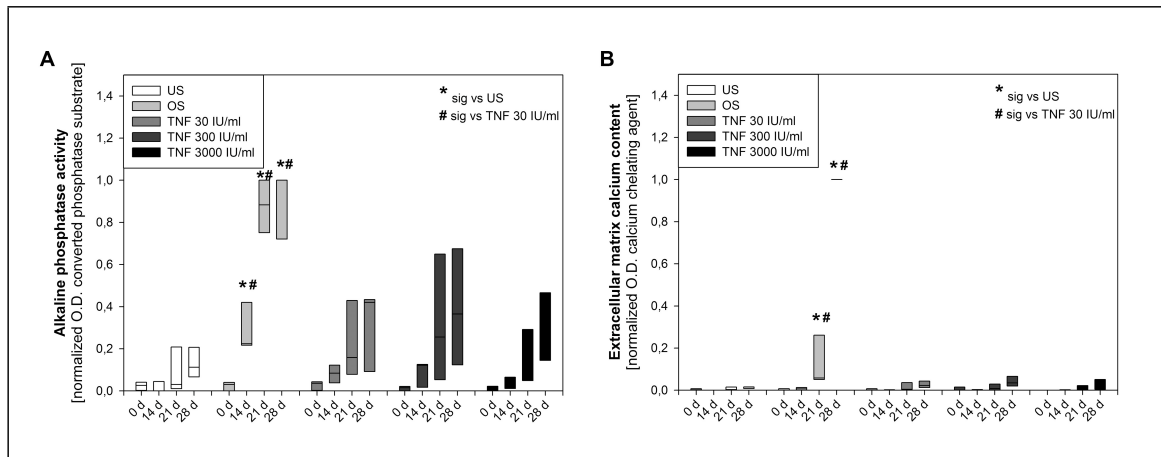 A
Alkaline phosphatase activity
[normalized O.D. converted phosphatase substrate]
1,4
1,2
1,0
0,8
0,6
0,4
0,2
0,0
US
OS
TNF 30 IU/ml
TNF 300 IU/ml
TNF 3000 IU/ml
* sig vs US
# sig vs TNF 30 IU/ml
*#
*#
*#
0 d 14 d 21 d 28 d 0 d 14 d 21 d 28 d 0 d 14 d 21 d 28 d 0 d 14 d 21 d 28 d 0 d 14 d 21 d 28 d
B
Extracellular matrix calcium content
[normalized O.D. calcium chelating agent]
1,4
1,2
1,0
0,8
0,6
0,4
0,2
0,0
US
OS
TNF 30 IU/ml
TNF 300 IU/ml
TNF 3000 IU/ml
* sig vs US
# sig vs TNF 30 IU/ml
*#
*#
0 d 14 d 21 d 28 d 0 d 14 d 21 d 28 d 0 d 14 d 21 d 28 d 0 d 14 d 21 d 28 d 0 d 14 d 21 d 28 d